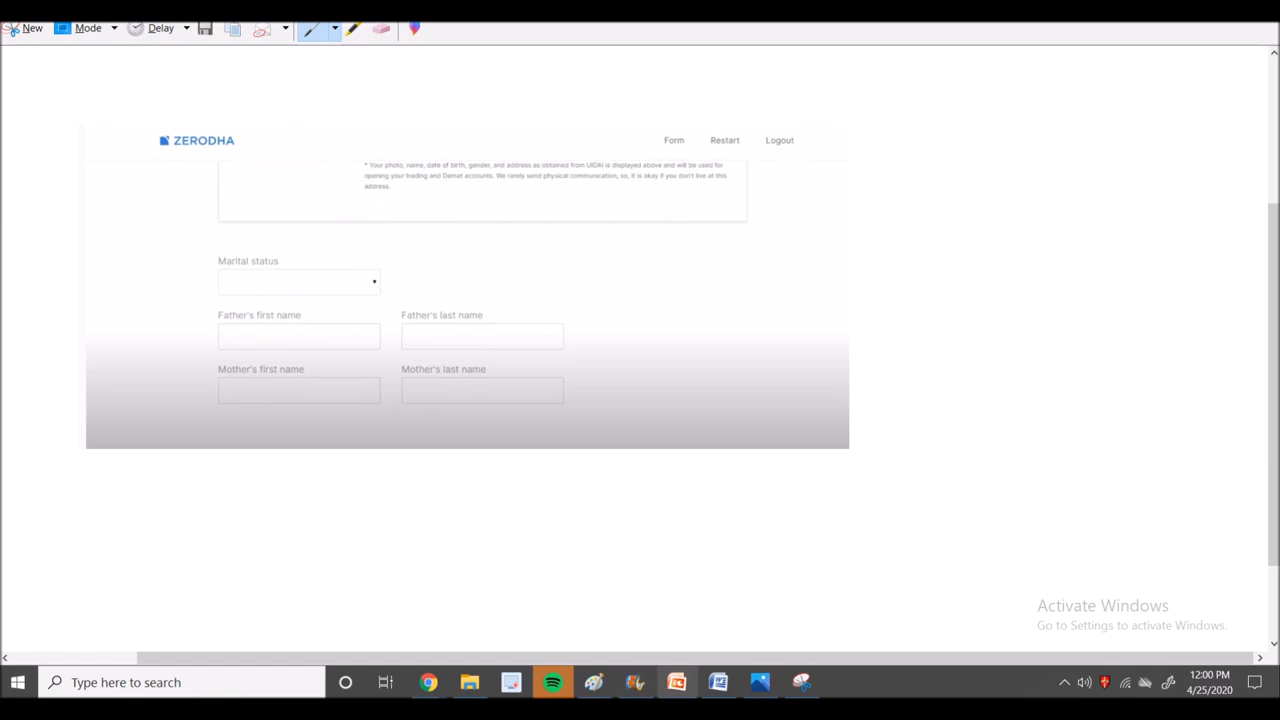 New Mode Delay
ZERODHA Form Restart Logout
* Your photo, name, date of birth, gender, and address as obtained from UIDAI is displayed above and will be used for
opening your trading and Demat accounts. We rarely send physical communication, so, it is okay if you don't live at this
address.
Marital status
Father's first name Father's last name
Mother's first name Mother's last name
Activate Windows
Go to Settings to activate Windows.
Type here to search
12:00 PM
4/25/2020